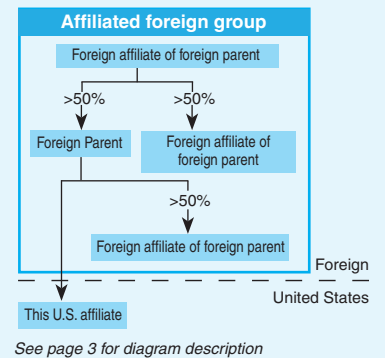 Affiliated foreign group
Foreign affiliate of foreign parent
>50%
>50%
Foreign Parent
Foreign affiliate of
foreign parent
>50%
Foreign affiliate of foreign parent
Foreign
United States
This U.S. affiliate
See page 3 for diagram description